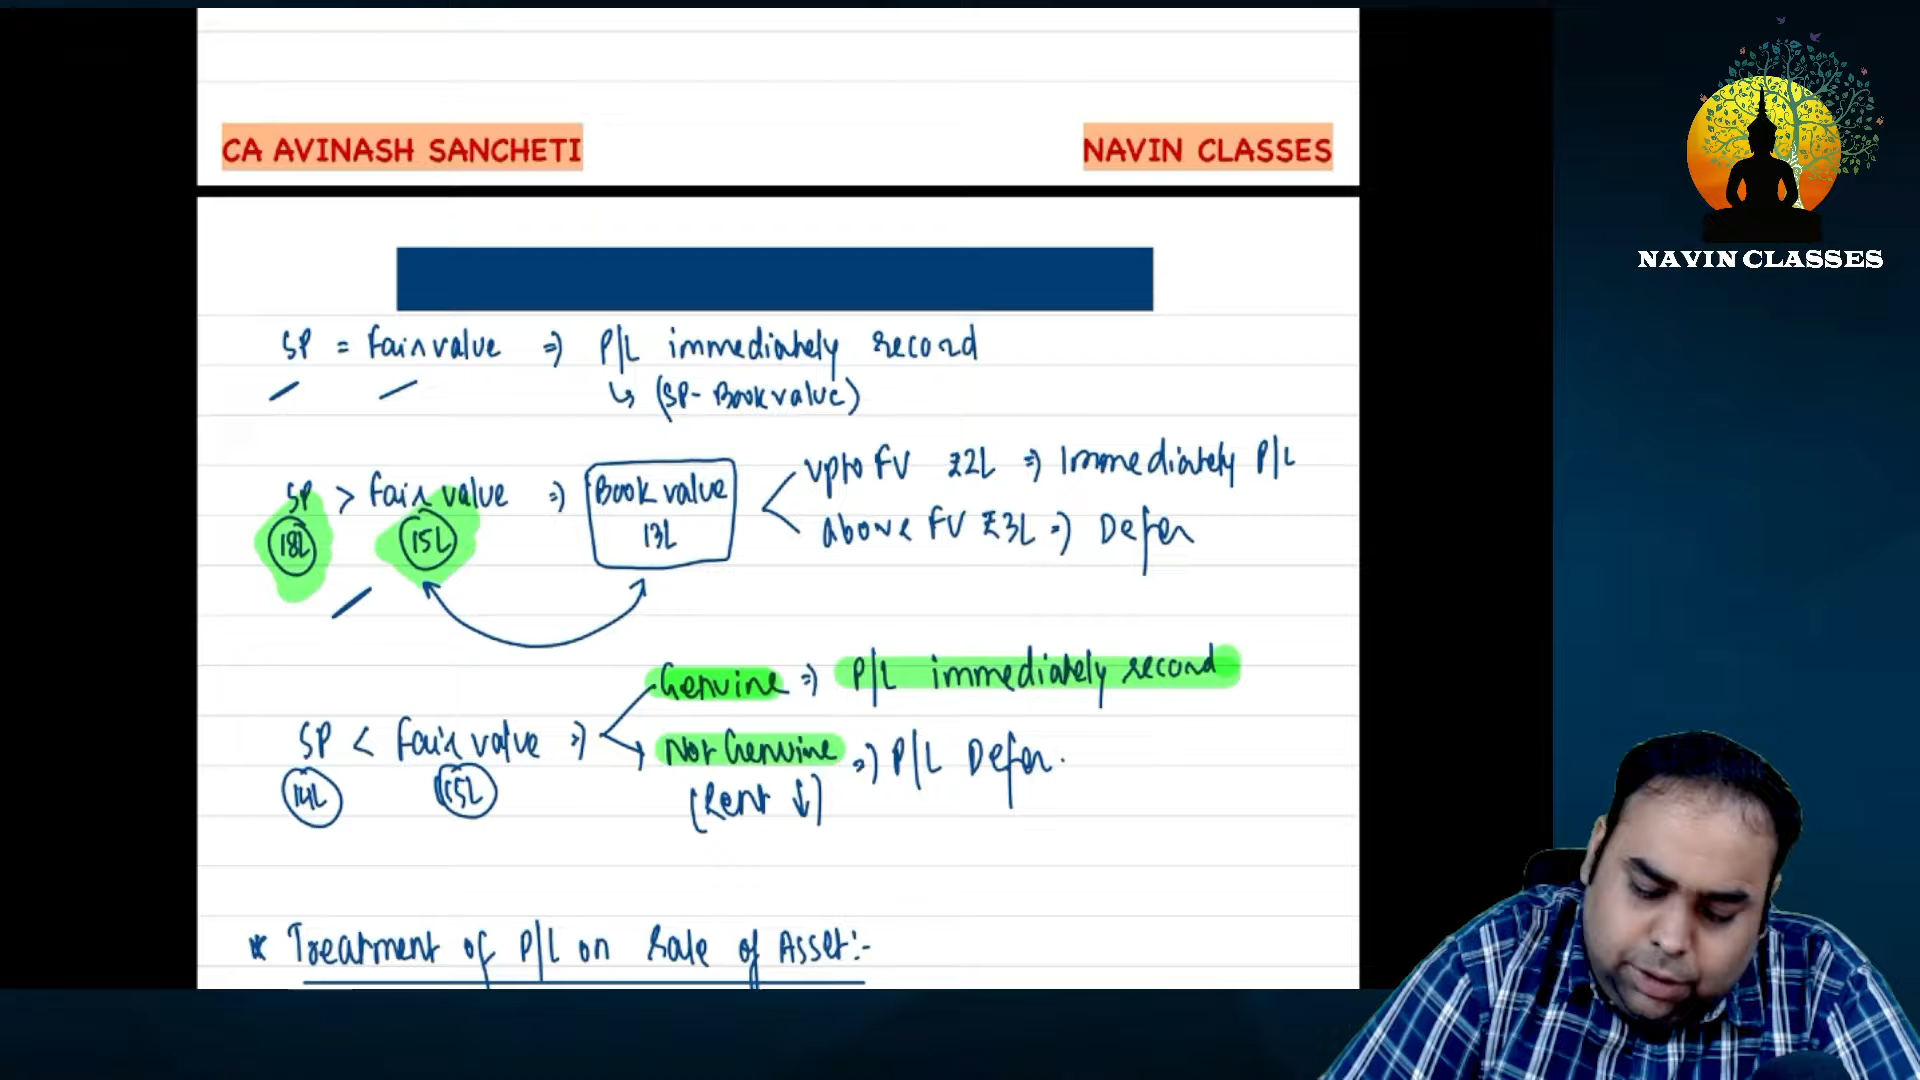 CA AVINASH SANCHETI NAVIN CLASSES
NAVIN CLASSES
SP = Fair value ⇒ P/L immediately record
↳ (SP - Book value)
SP > Fair value ⇒ Book value
18L 15L 13L
upto FV ₹2L ⇒ Immediately P/L
above FV ₹3L ⇒ Defer
SP < Fair value ⇒
14L 15L
Genuine ⇒ P/L immediately record
Not Genuine ⇒ P/L Defer.
(Rent ↓)
* Treatment of P/L on Sale of Asset:-